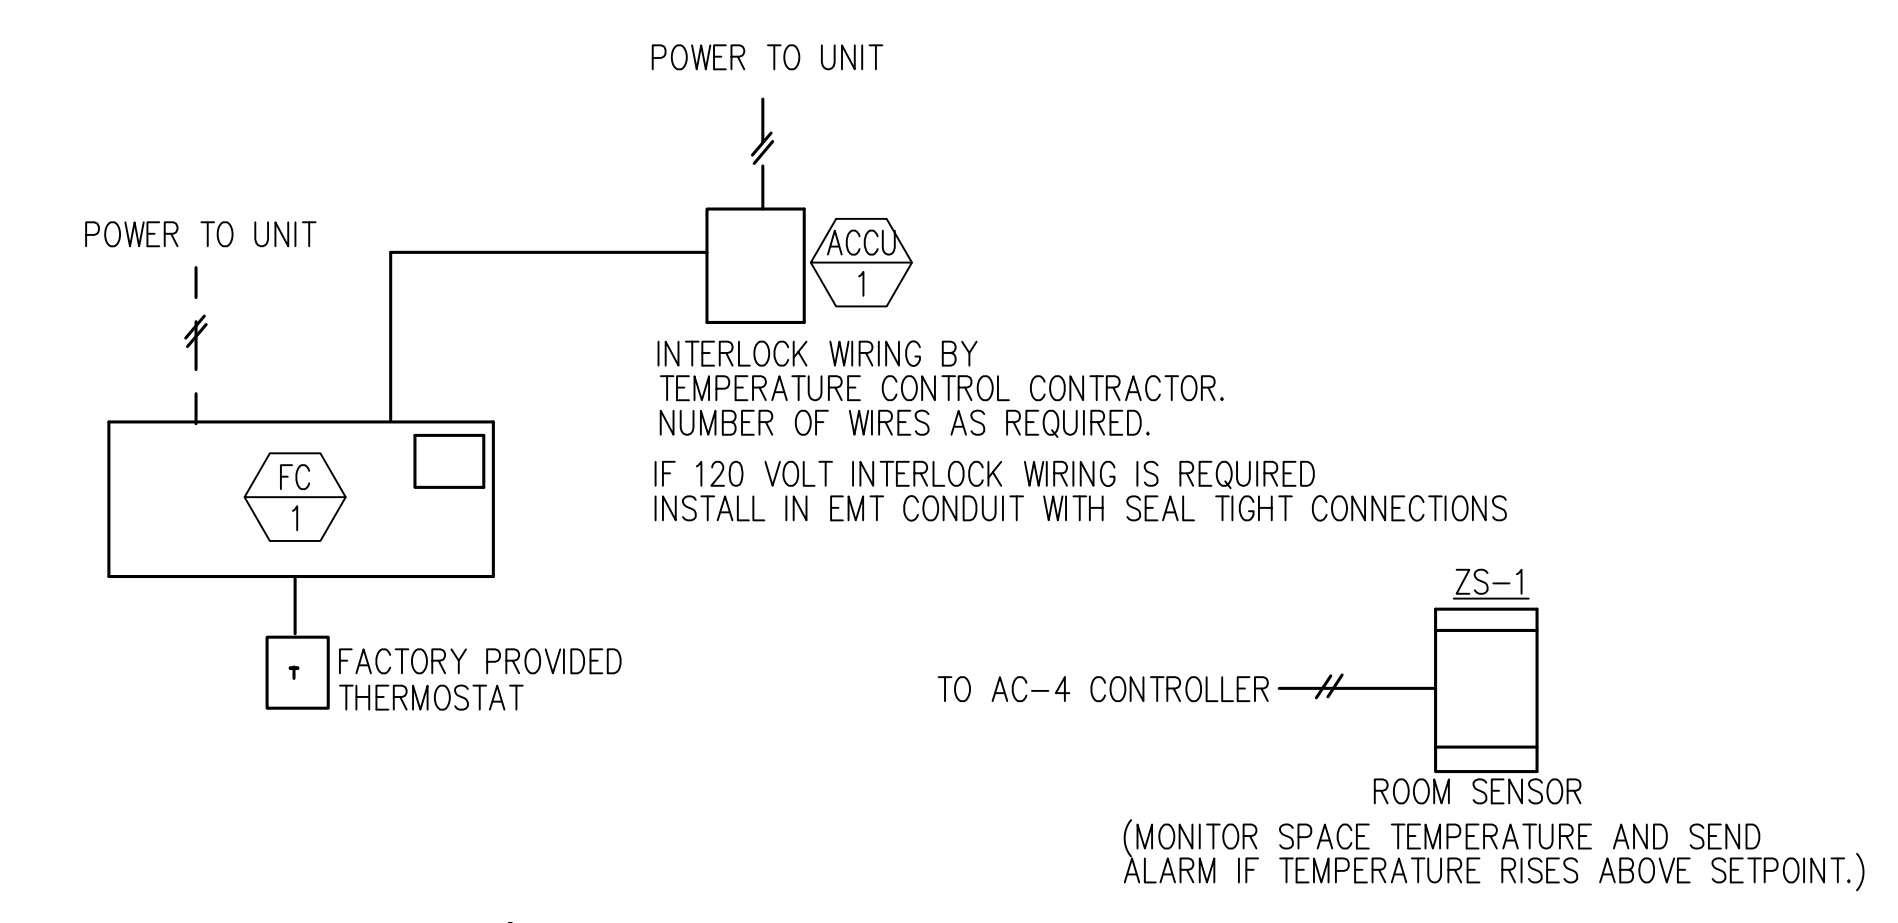 POWER TO UNIT
POWER TO UNIT
ACCU
1
INTERLOCK WIRING BY
TEMPERATURE CONTROL CONTRACTOR.
NUMBER OF WIRES AS REQUIRED.
IF 120 VOLT INTERLOCK WIRING IS REQUIRED
INSTALL IN EMT CONDUIT WITH SEAL TIGHT CONNECTIONS
FC
1
T
FACTORY PROVIDED
THERMOSTAT
ZS-1
TO AC-4 CONTROLLER
ROOM SENSOR
(MONITOR SPACE TEMPERATURE AND SEND
ALARM IF TEMPERATURE RISES ABOVE SETPOINT.)